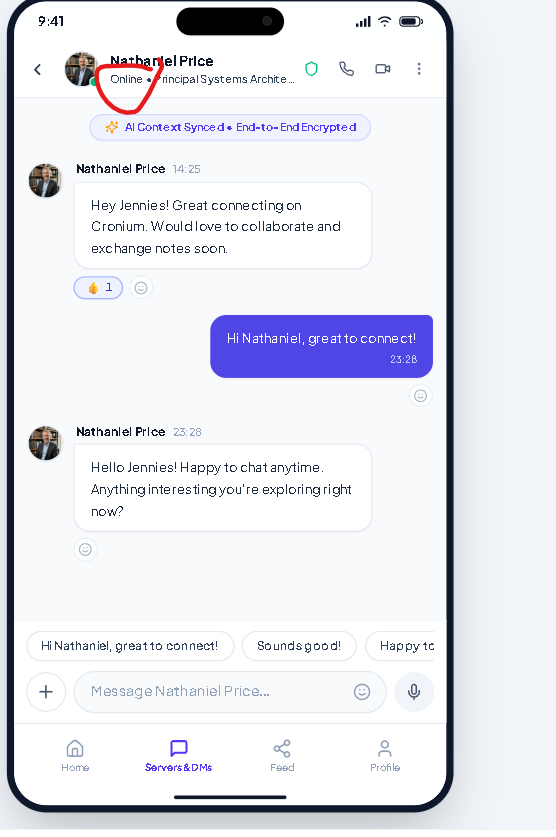 9:41
Nathaniel Price
Online • Principal Systems Archite...
AI Context Synced • End-to-End Encrypted
Nathaniel Price 14:25
Hey Jennies! Great connecting on
Cronium. Would love to collaborate and
exchange notes soon.
👍 1
Hi Nathaniel, great to connect!
23:28
Nathaniel Price 23:28
Hello Jennies! Happy to chat anytime.
Anything interesting you're exploring right
now?
Hi Nathaniel, great to connect! Sounds good! Happy to
Message Nathaniel Price...
Home Servers & DMs Feed Profile